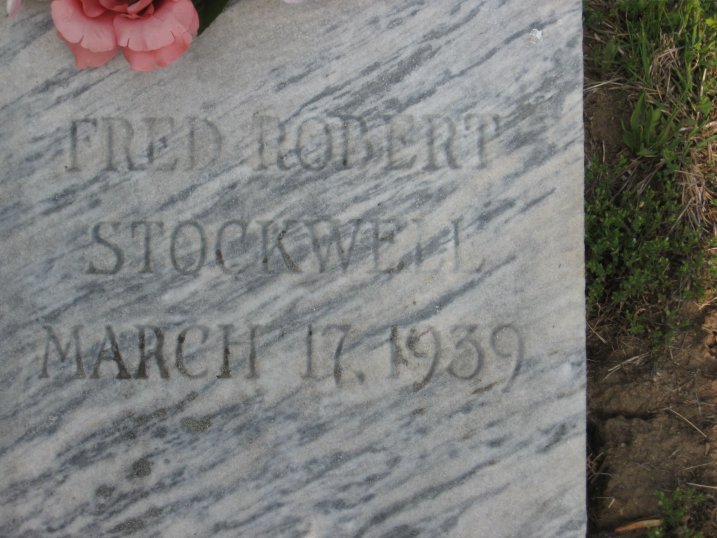 FRED ROBERT
STOCKWELL
MARCH 17, 1939